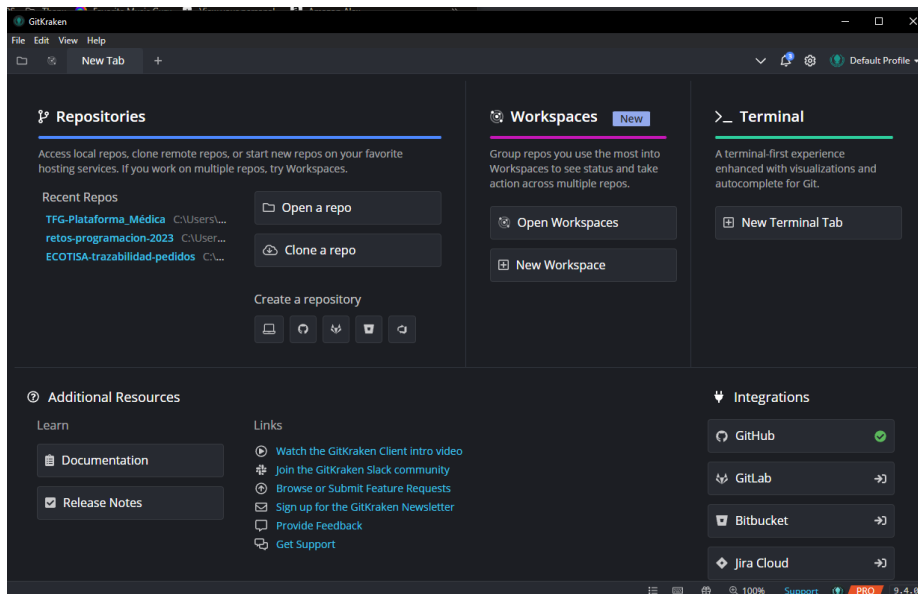 GitKraken
File Edit View Help
New Tab
3
Default Profile
Repositories
Access local repos, clone remote repos, or start new repos on your favorite
hosting services. If you work on multiple repos, try Workspaces.
Recent Repos
TFG-Plataforma_Médica C:\Users\...
retos-programacion-2023 C:\User...
ECOTISA-trazabilidad-pedidos C:\...
Open a repo
Clone a repo
Create a repository
Workspaces New
Group repos you use the most into
Workspaces to see status and take
action across multiple repos.
Open Workspaces
New Workspace
Terminal
A terminal-first experience
enhanced with visualizations and
autocomplete for Git.
New Terminal Tab
Additional Resources
Learn
Documentation
Release Notes
Links
Watch the GitKraken Client intro video
Join the GitKraken Slack community
Browse or Submit Feature Requests
Sign up for the GitKraken Newsletter
Provide Feedback
Get Support
Integrations
GitHub
GitLab
Bitbucket
Jira Cloud
100% Support PRO 9.4.0